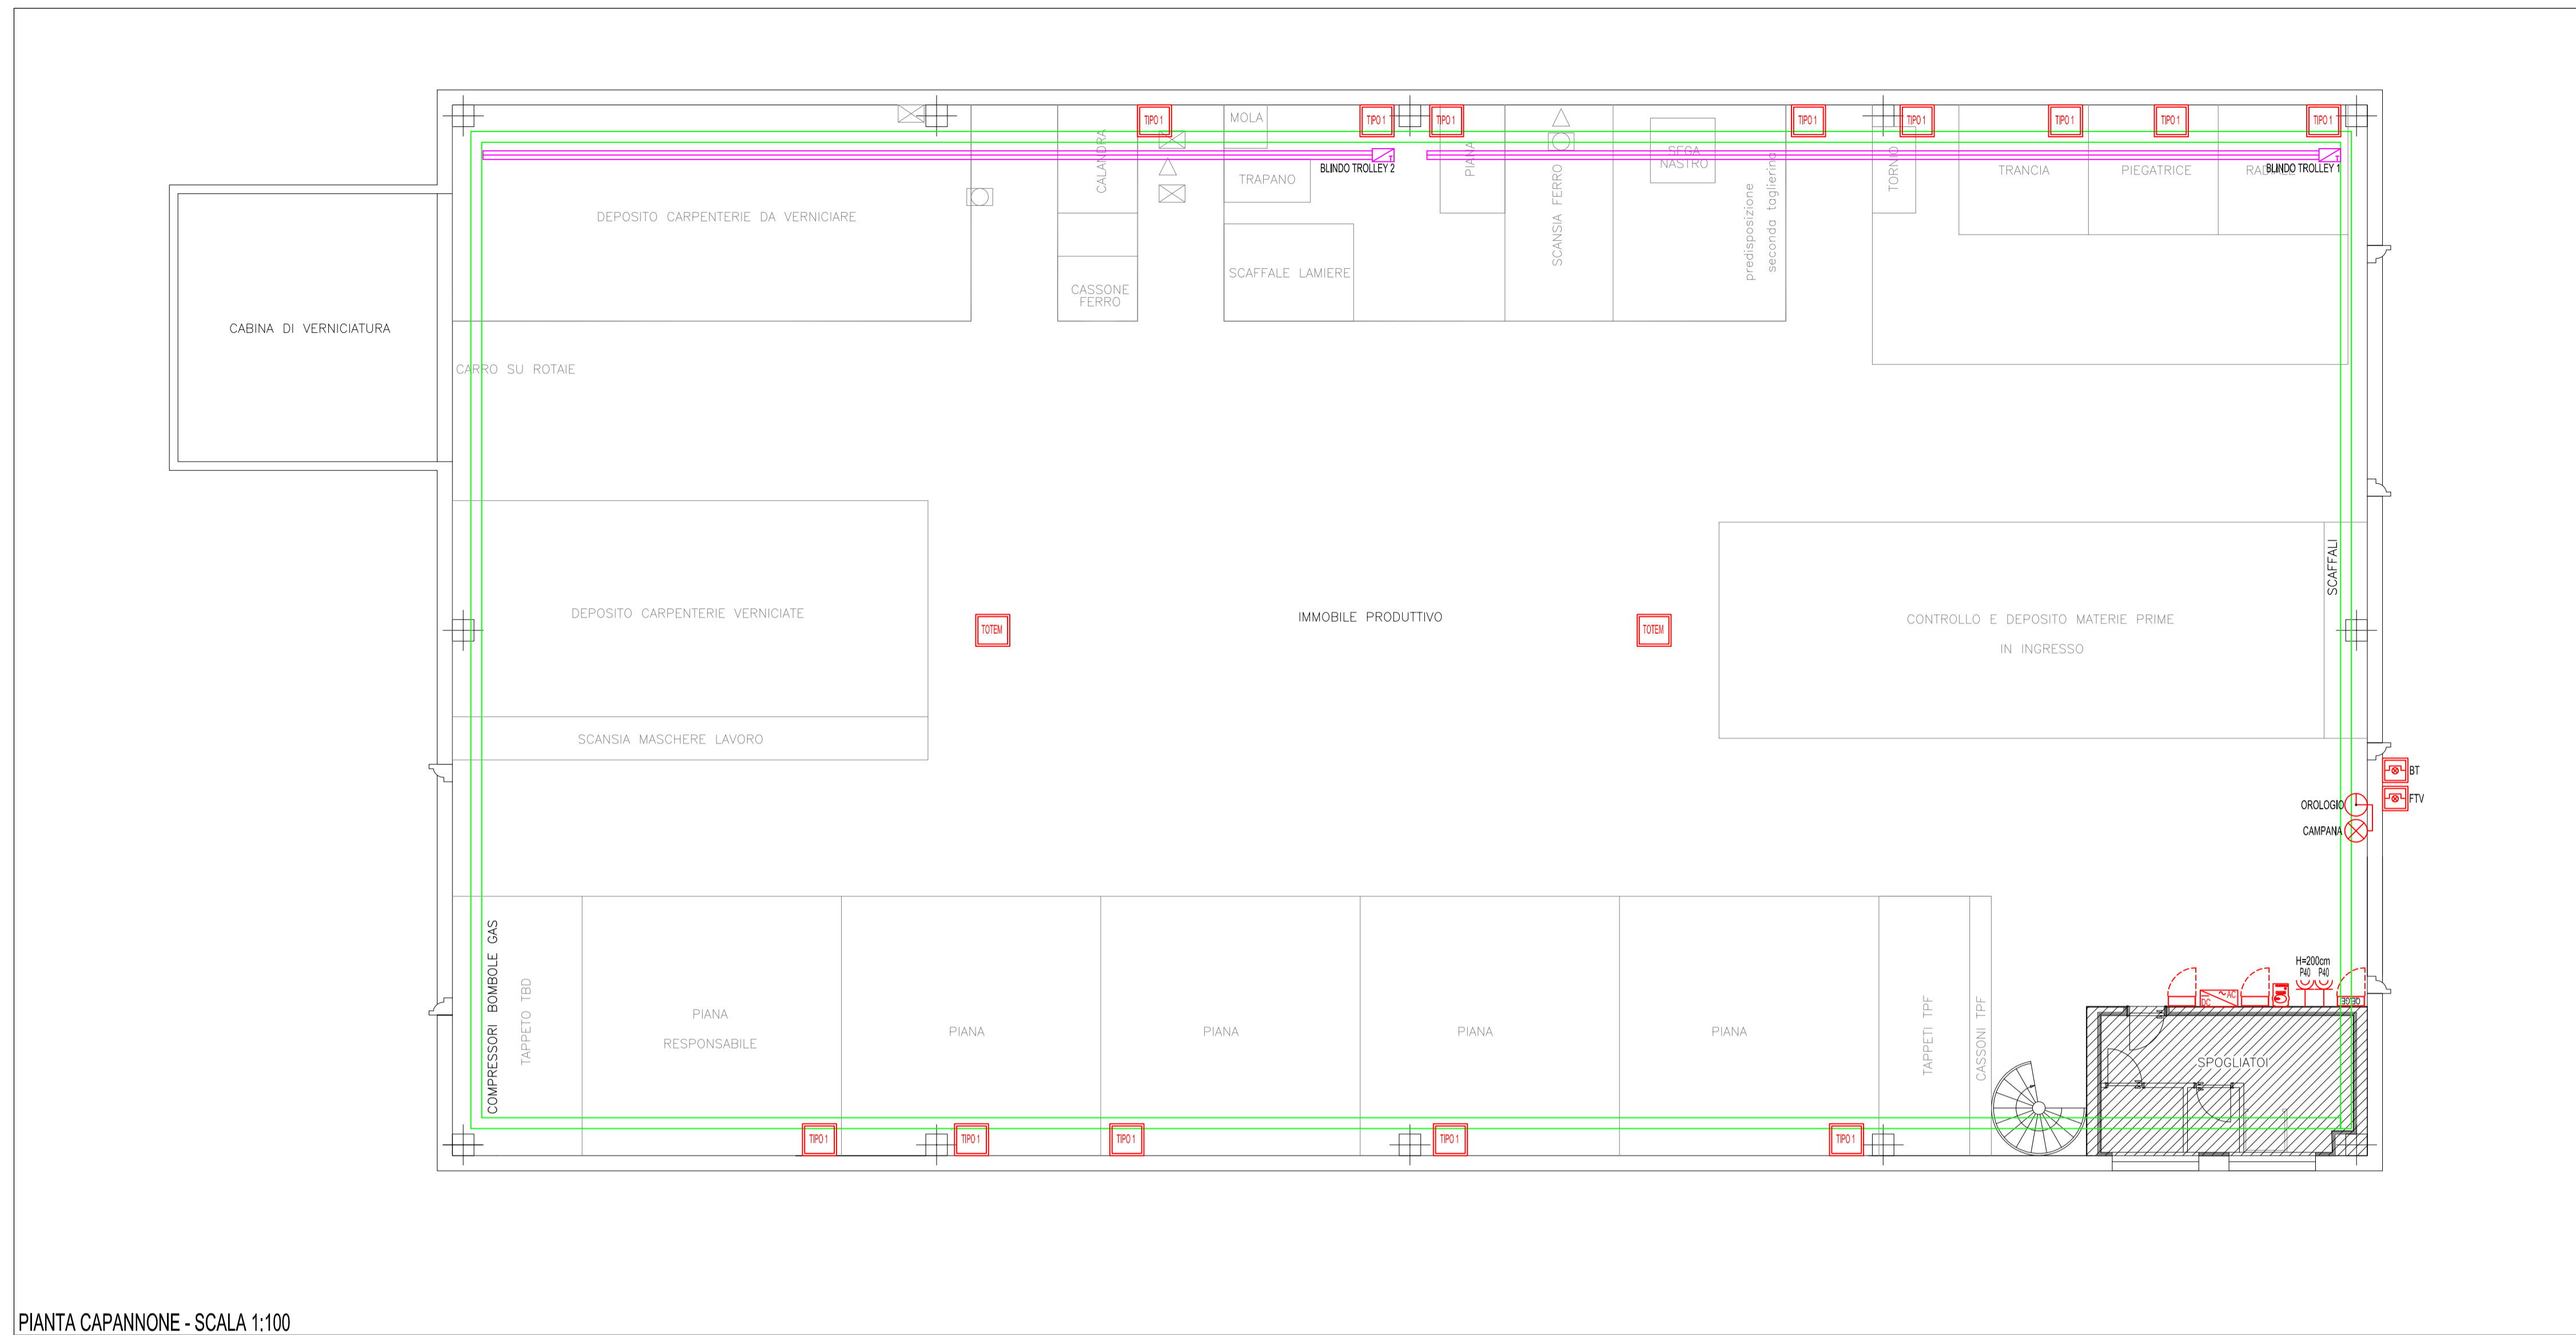 TIPO 1
TIPO 1
TIPO 1
TIPO 1
TIPO 1
TIPO 1
TIPO 1
TIPO 1
MOLA
CALANDRA
TRAPANO
BLINDO TROLLEY 2
PIANA
SCANSIA FERRO
SEGA
NASTRO
predisposizione
seconda taglierina
TORNIO
TRANCIA
PIEGATRICE
RADIALE
BLINDO TROLLEY 1
DEPOSITO CARPENTERIE DA VERNICIARE
SCAFFALE LAMIERE
CASSONE
FERRO
CABINA DI VERNICIATURA
CARRO SU ROTAIE
SCAFFALI
DEPOSITO CARPENTERIE VERNICIATE
TOTEM
IMMOBILE PRODUTTIVO
TOTEM
CONTROLLO E DEPOSITO MATERIE PRIME
IN INGRESSO
SCANSIA MASCHERE LAVORO
BT
FTV
OROLOGIO
CAMPANA
COMPRESSORI BOMBOLE GAS
TAPPETO TBD
PIANA
RESPONSABILE
PIANA
PIANA
PIANA
PIANA
TAPPETI TPF
CASSONI TPF
H=200cm
P40 P40
AC
DC
QEGE
SPOGLIATOI
TIPO 1
TIPO 1
TIPO 1
TIPO 1
TIPO 1
PIANTA CAPANNONE - SCALA 1:100